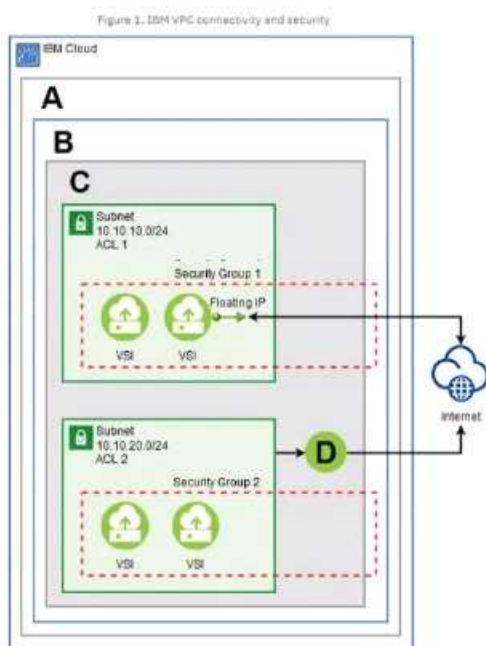 Figure 1. IBM VPC connectivity and security
IBM Cloud
A
B
C
Subnet
10.10.10.0/24
ACL 1
Security Group 1
Floating IP
VSI
VSI
Internet
Subnet
10.10.20.0/24
ACL 2
D
Security Group 2
VSI
VSI